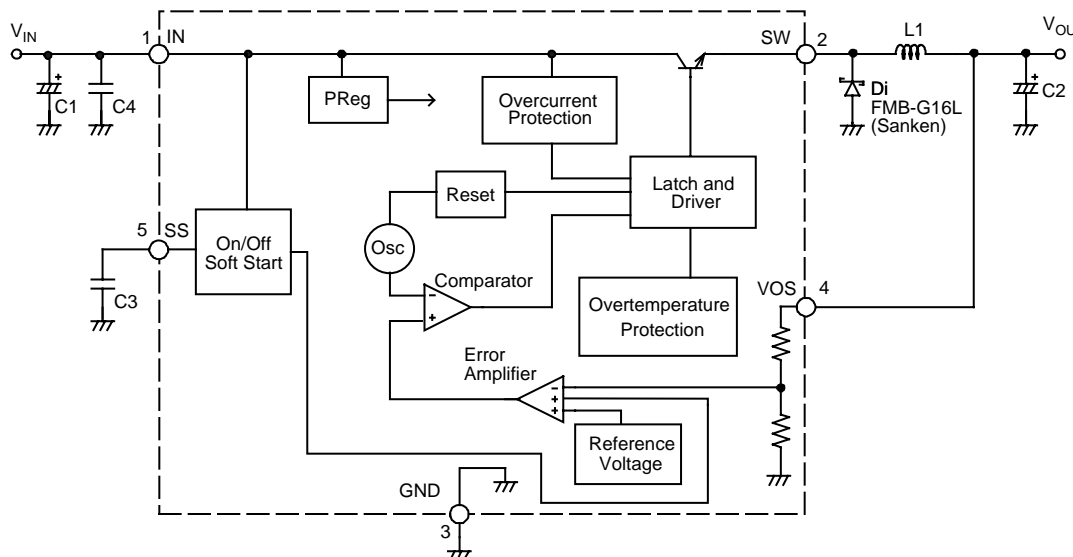 V_IN
1 IN
SW 2
L1
V_OU
C1
C4
PReg
Overcurrent
Protection
Di
FMB-G16L
(Sanken)
C2
Reset
Latch and
Driver
5 SS
On/Off
Soft Start
Osc
C3
Comparator
Overtemperature
Protection
VOS 4
Error
Amplifier
Reference
Voltage
GND
3